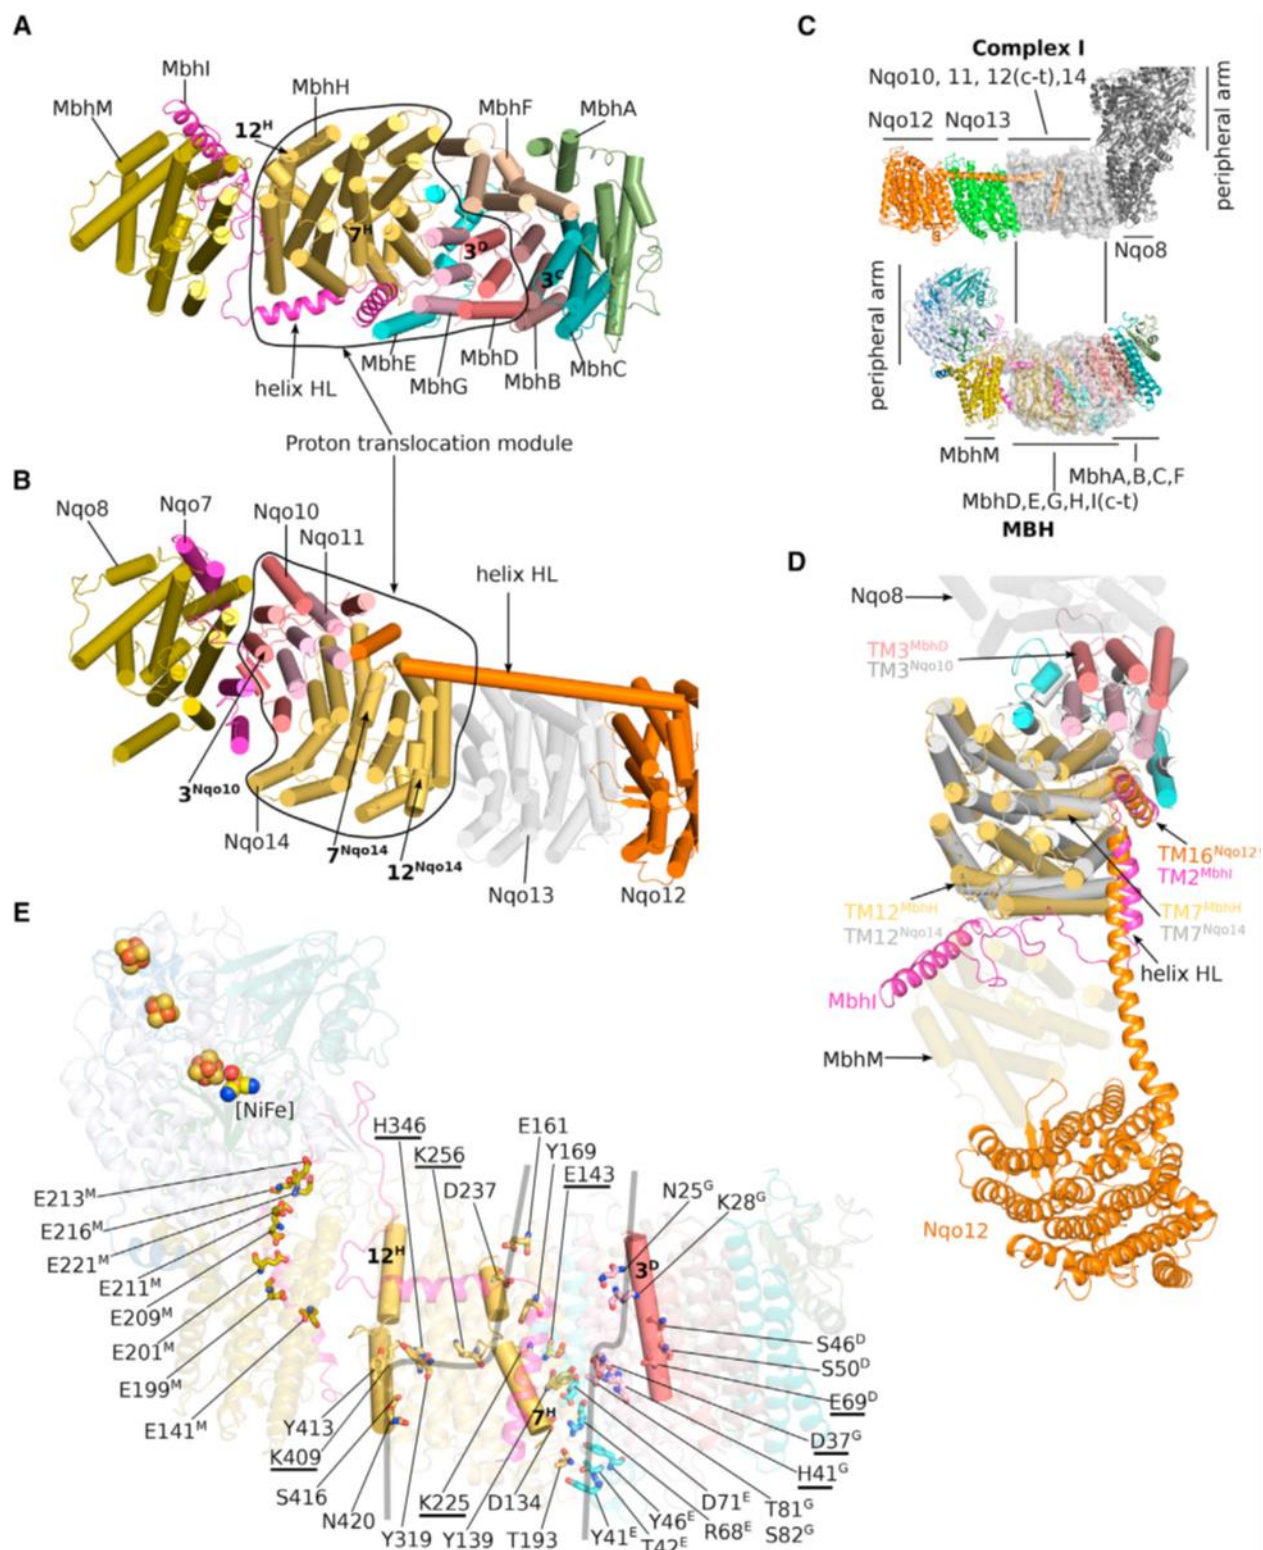 A
MbhI
MbhH
MbhM
MbhF
MbhA
12H
7H
3D
3C
MbhE
MbhD
MbhC
MbhG
MbhB
helix HL
Proton translocation module
B
Nqo8
Nqo7
Nqo10
Nqo11
helix HL
3Nqo10
Nqo14
7Nqo14
12Nqo14
Nqo13
Nqo12
C
Complex I
Nqo10, 11, 12(c-t),14
Nqo12
Nqo13
peripheral arm
Nqo8
peripheral arm
MbhM
MbhA,B,C,F
MbhD,E,G,H,I(c-t)
MBH
D
Nqo8
TM3MbhD
TM3Nqo10
TM16Nqo12
TM2MbhI
TM12MbhH
TM7MbhH
TM12Nqo14
TM7Nqo14
helix HL
MbhI
MbhM
Nqo12
E
[NiFe]
H346
E161
K256
Y169
D237
E143
N25G
K28G
E213M
E216M
E221M
E211M
E209M
E201M
E199M
E141M
12H
3D
7H
S46D
S50D
E69D
D37G
H41G
Y413
K409
S416
N420
Y319
K225
Y139
D134
T193
Y41E
Y46E
T42E
D71E
R68E
T81G
S82G